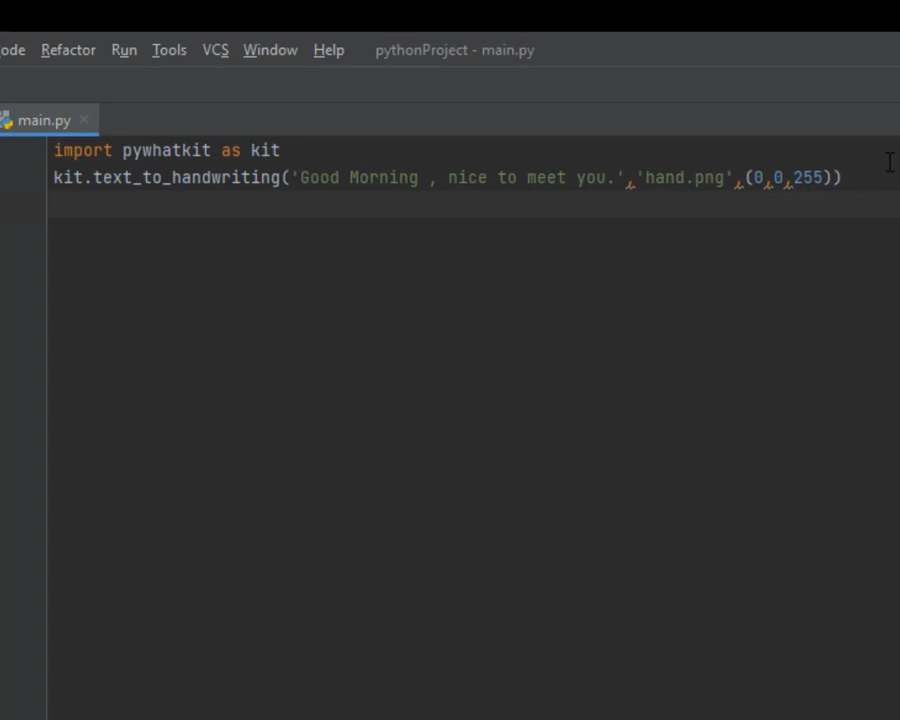 ode Refactor Run Tools VCS Window Help pythonProject - main.py
main.py
import pywhatkit as kit
kit.text_to_handwriting('Good Morning , nice to meet you.','hand.png',(0,0,255))